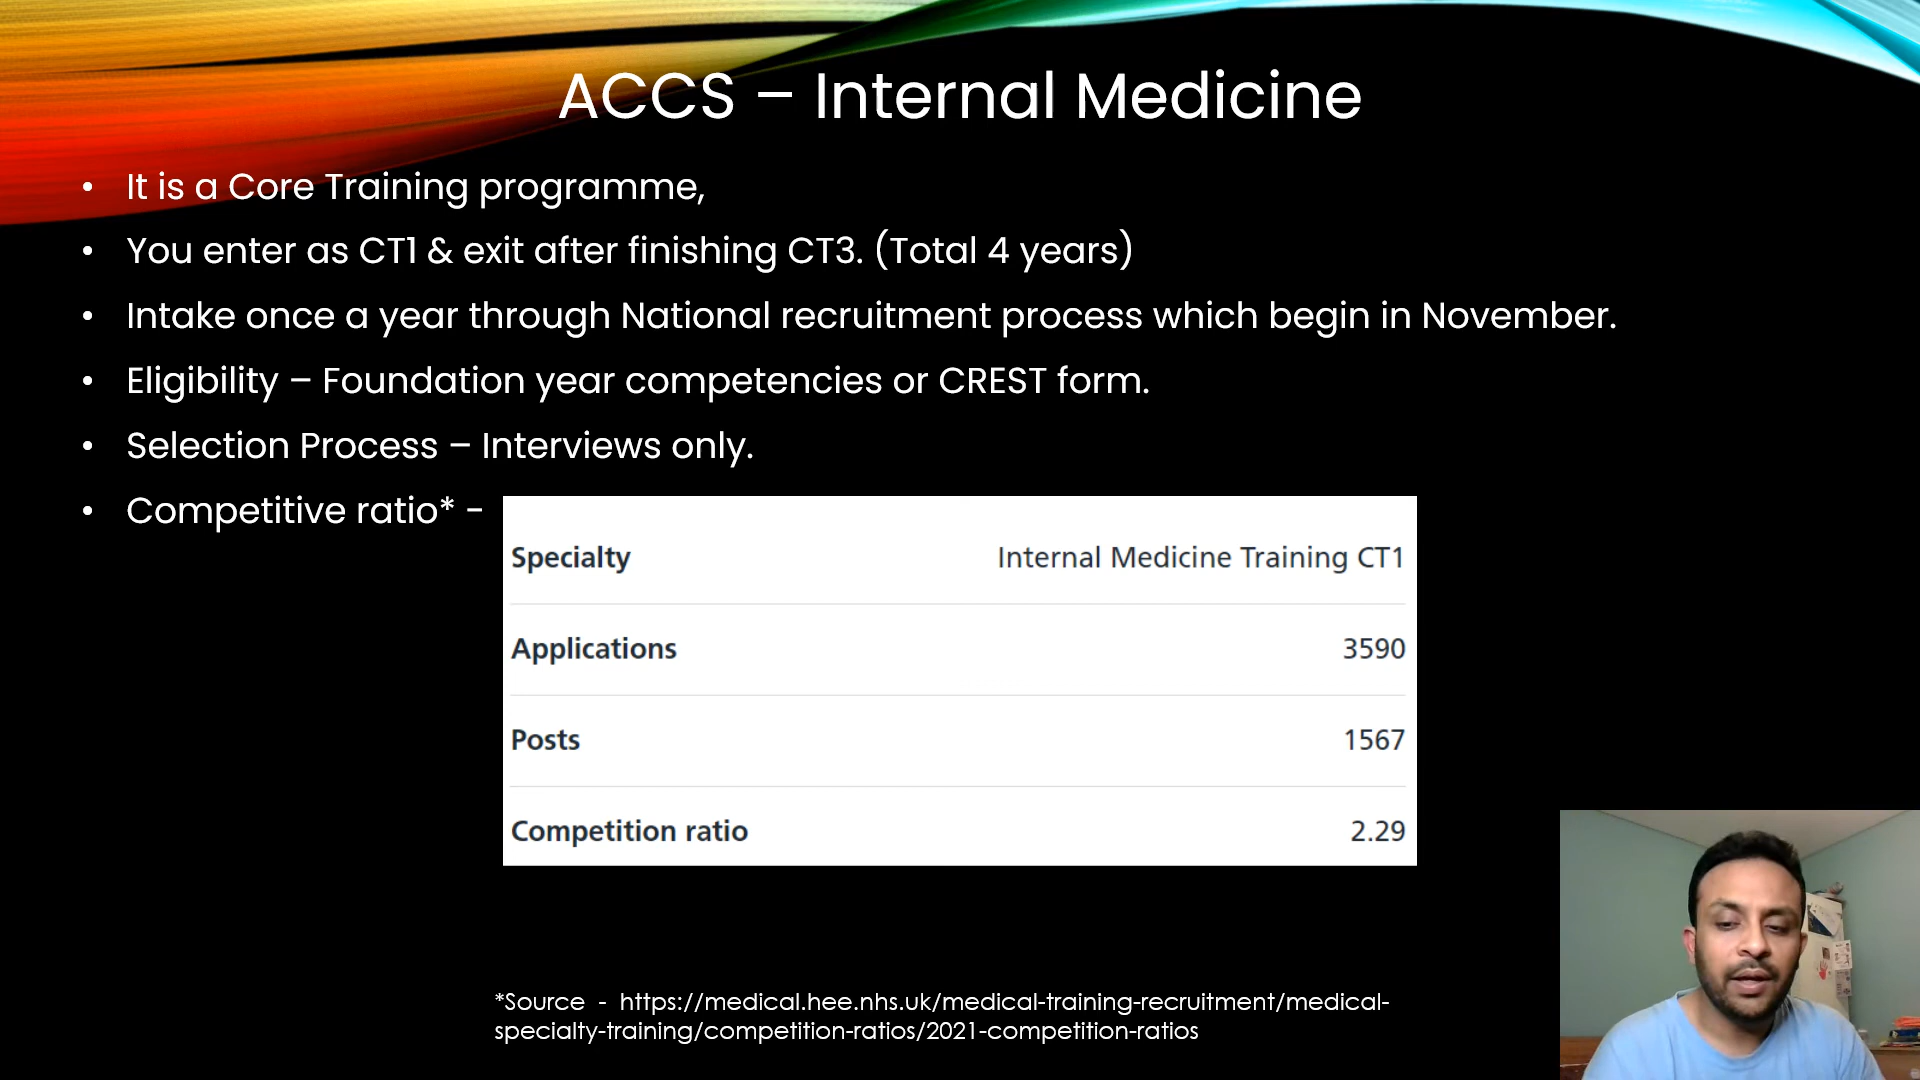 ACCS – Internal Medicine
• It is a Core Training programme,
• You enter as CT1 & exit after finishing CT3. (Total 4 years)
• Intake once a year through National recruitment process which begin in November.
• Eligibility – Foundation year competencies or CREST form.
• Selection Process – Interviews only.
• Competitive ratio* -
Specialty Internal Medicine Training CT1
Applications 3590
Posts 1567
Competition ratio 2.29
*Source - https://medical.hee.nhs.uk/medical-training-recruitment/medical-
specialty-training/competition-ratios/2021-competition-ratios